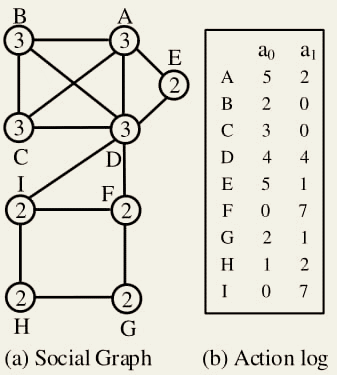 B A
3 3 E
2
3 3
C D
I F
2 2
2 2
H G
(a) Social Graph
a0 a1
A 5 2
B 2 0
C 3 0
D 4 4
E 5 1
F 0 7
G 2 1
H 1 2
I 0 7
(b) Action log